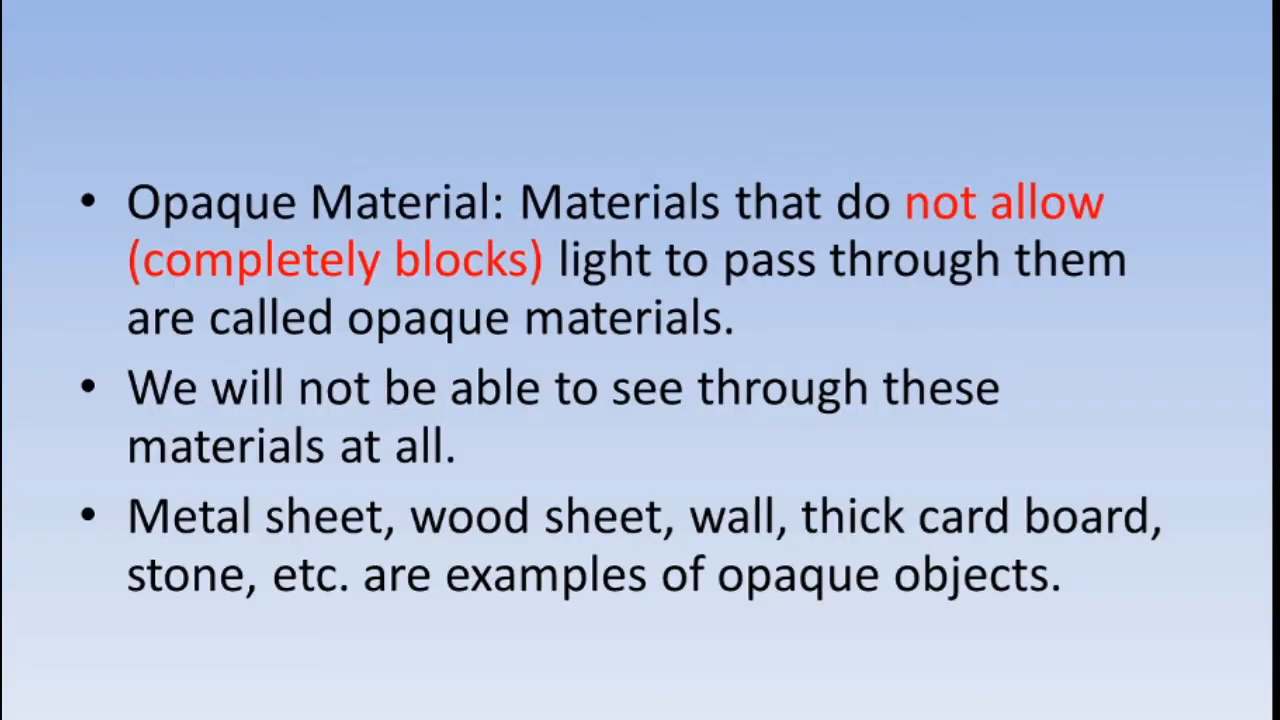 • Opaque Material: Materials that do not allow
(completely blocks) light to pass through them
are called opaque materials.
• We will not be able to see through these
materials at all.
• Metal sheet, wood sheet, wall, thick card board,
stone, etc. are examples of opaque objects.